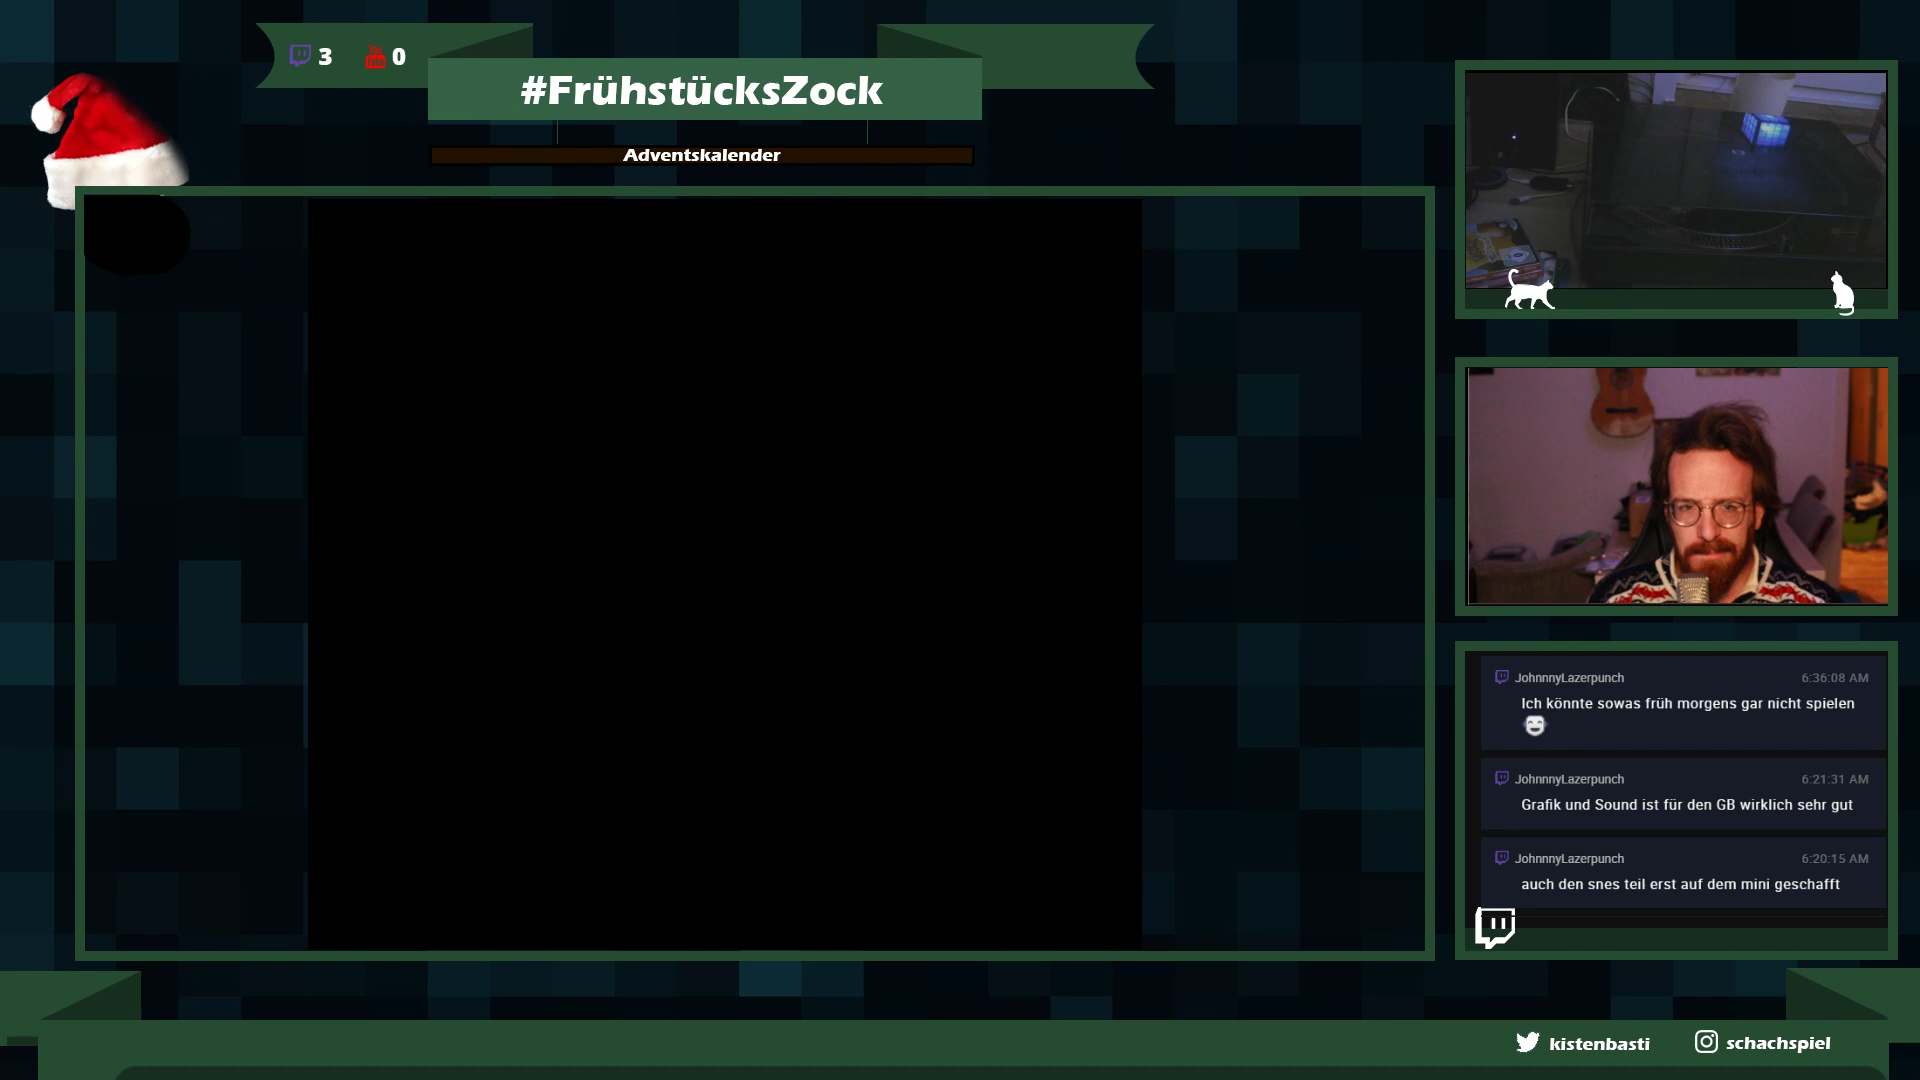 3
0
#FrühstücksZock
Adventskalender
JohnnnyLazerpunch 6:36:08 AM
Ich könnte sowas früh morgens gar nicht spielen
JohnnnyLazerpunch 6:21:31 AM
Grafik und Sound ist für den GB wirklich sehr gut
JohnnnyLazerpunch 6:20:15 AM
auch den snes teil erst auf dem mini geschafft
kistenbasti
schachspiel